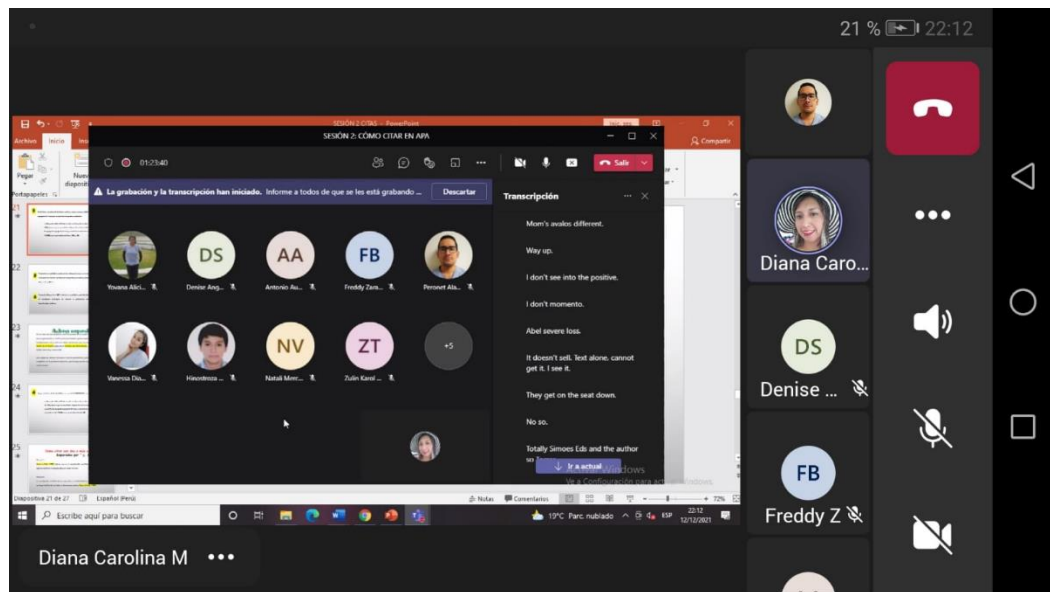 21 % 22:12
SESIÓN 2 CITAS - PowerPoint
Archivo Inicio
Compartir
Pegar
Portapapeles
SESIÓN 2: CÓMO CITAR EN APA
01:23:40
Salir
La grabación y la transcripción han iniciado. Informe a todos de que se les está grabando ...
Descartar
Transcripción
Mom's avalos different.
Way up.
I don't see into the positive.
I don't momento.
Abel severe loss.
It doesn't sell. Text alone, cannot
get it. I see it.
They get on the seat down.
No so.
Totally Simoes Eds and the author
Ir a actual
DS
AA
FB
Yovana Alici...
Denise Ang...
Antonio Au...
Freddy Zara...
Peronet Ala...
NV
ZT
+5
Vanessa Dia...
Hinostroza ...
Natali Merc...
Zulin Karol ...
21
22
23
24
25
Diapositiva 21 de 27
Español (Perú)
Notas
Comentarios
72%
Escribe aquí para buscar
19°C Parc. nublado
ESP
22:12
12/12/2021
Diana Carolina M
Diana Caro...
DS
Denise ...
FB
Freddy Z